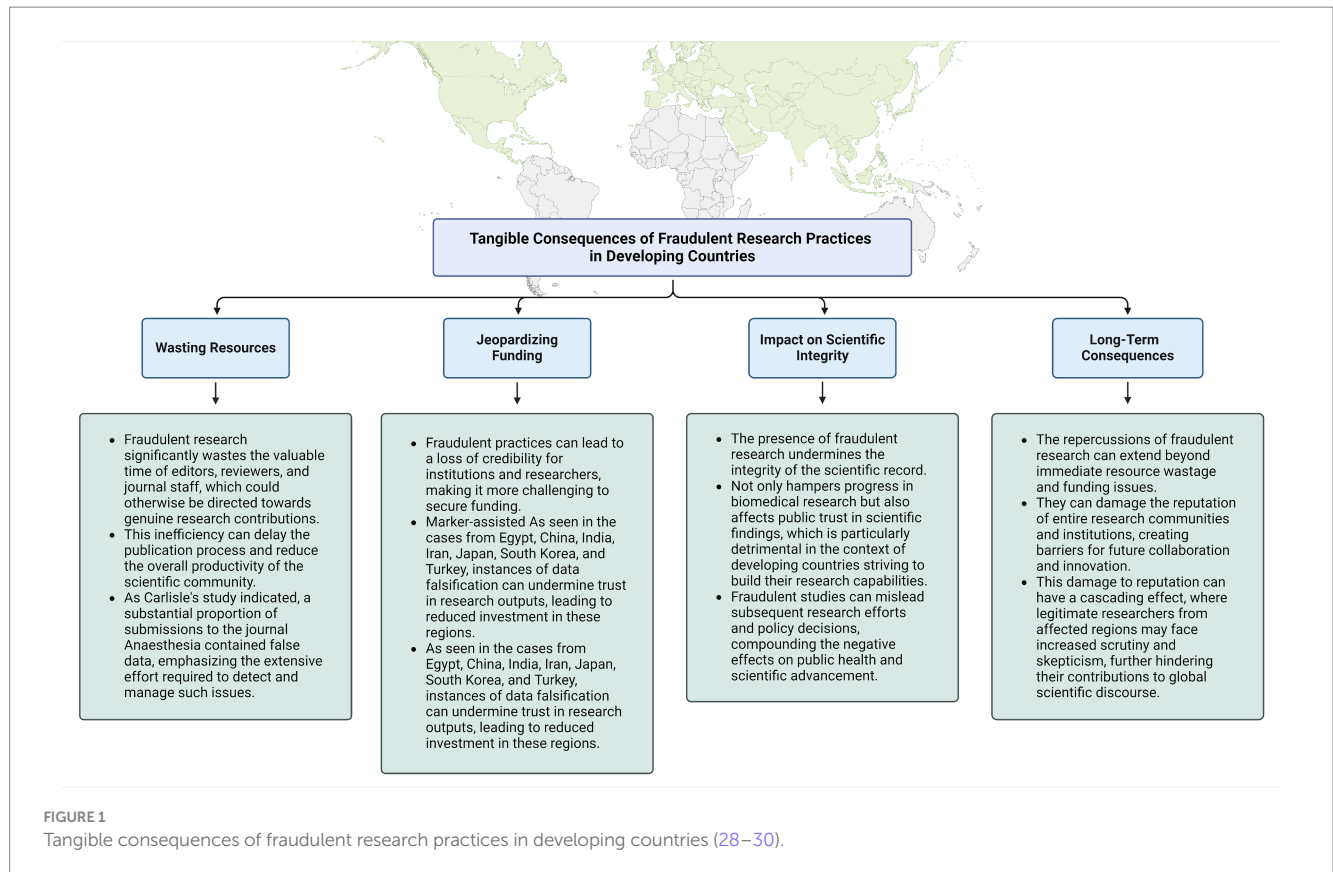 Tangible Consequences of Fraudulent Research Practices
in Developing Countries
Wasting Resources
• Fraudulent research
significantly wastes the valuable
time of editors, reviewers, and
journal staff, which could
otherwise be directed towards
genuine research contributions.
• This inefficiency can delay the
publication process and reduce
the overall productivity of the
scientific community.
• As Carlisle's study indicated, a
substantial proportion of
submissions to the journal
Anaesthesia contained false
data, emphasizing the extensive
effort required to detect and
manage such issues.
Jeopardizing
Funding
• Fraudulent practices can lead to
a loss of credibility for
institutions and researchers,
making it more challenging to
secure funding.
• Marker-assisted As seen in the
cases from Egypt, China, India,
Iran, Japan, South Korea, and
Turkey, instances of data
falsification can undermine trust
in research outputs, leading to
reduced investment in these
regions.
• As seen in the cases from
Egypt, China, India, Iran, Japan,
South Korea, and Turkey,
instances of data falsification
can undermine trust in research
outputs, leading to reduced
investment in these regions.
Impact on Scientific
Integrity
• The presence of fraudulent
research undermines the
integrity of the scientific record.
• Not only hampers progress in
biomedical research but also
affects public trust in scientific
findings, which is particularly
detrimental in the context of
developing countries striving to
build their research capabilities.
• Fraudulent studies can mislead
subsequent research efforts
and policy decisions,
compounding the negative
effects on public health and
scientific advancement.
Long-Term
Consequences
• The repercussions of fraudulent
research can extend beyond
immediate resource wastage
and funding issues.
• They can damage the reputation
of entire research communities
and institutions, creating
barriers for future collaboration
and innovation.
• This damage to reputation can
have a cascading effect, where
legitimate researchers from
affected regions may face
increased scrutiny and
skepticism, further hindering
their contributions to global
scientific discourse.
FIGURE 1
Tangible consequences of fraudulent research practices in developing countries (28–30).